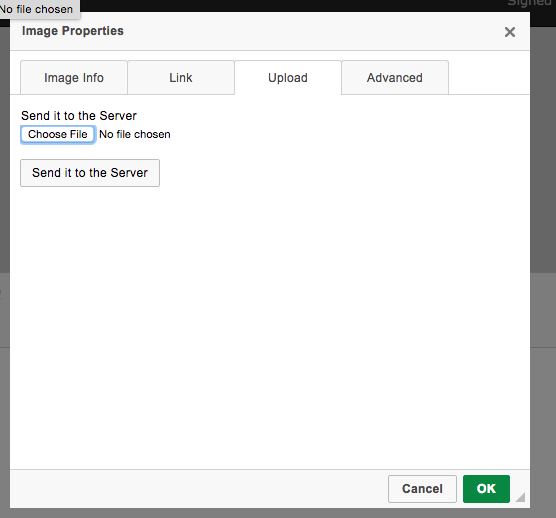 No file chosen
Signed
Image Properties
Image Info
Link
Upload
Advanced
Send it to the Server
Choose File No file chosen
Send it to the Server
Cancel
OK